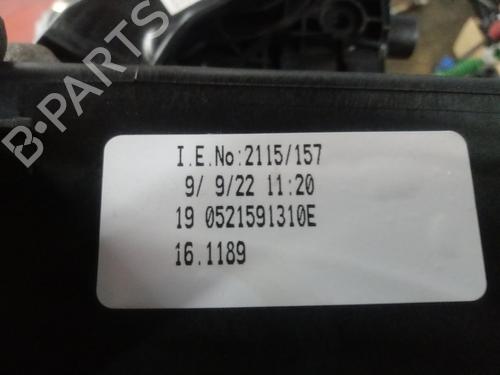 B-PARTS
I.E.No:2115/157
9/ 9/22 11:20
19 0521591310E
16.1189